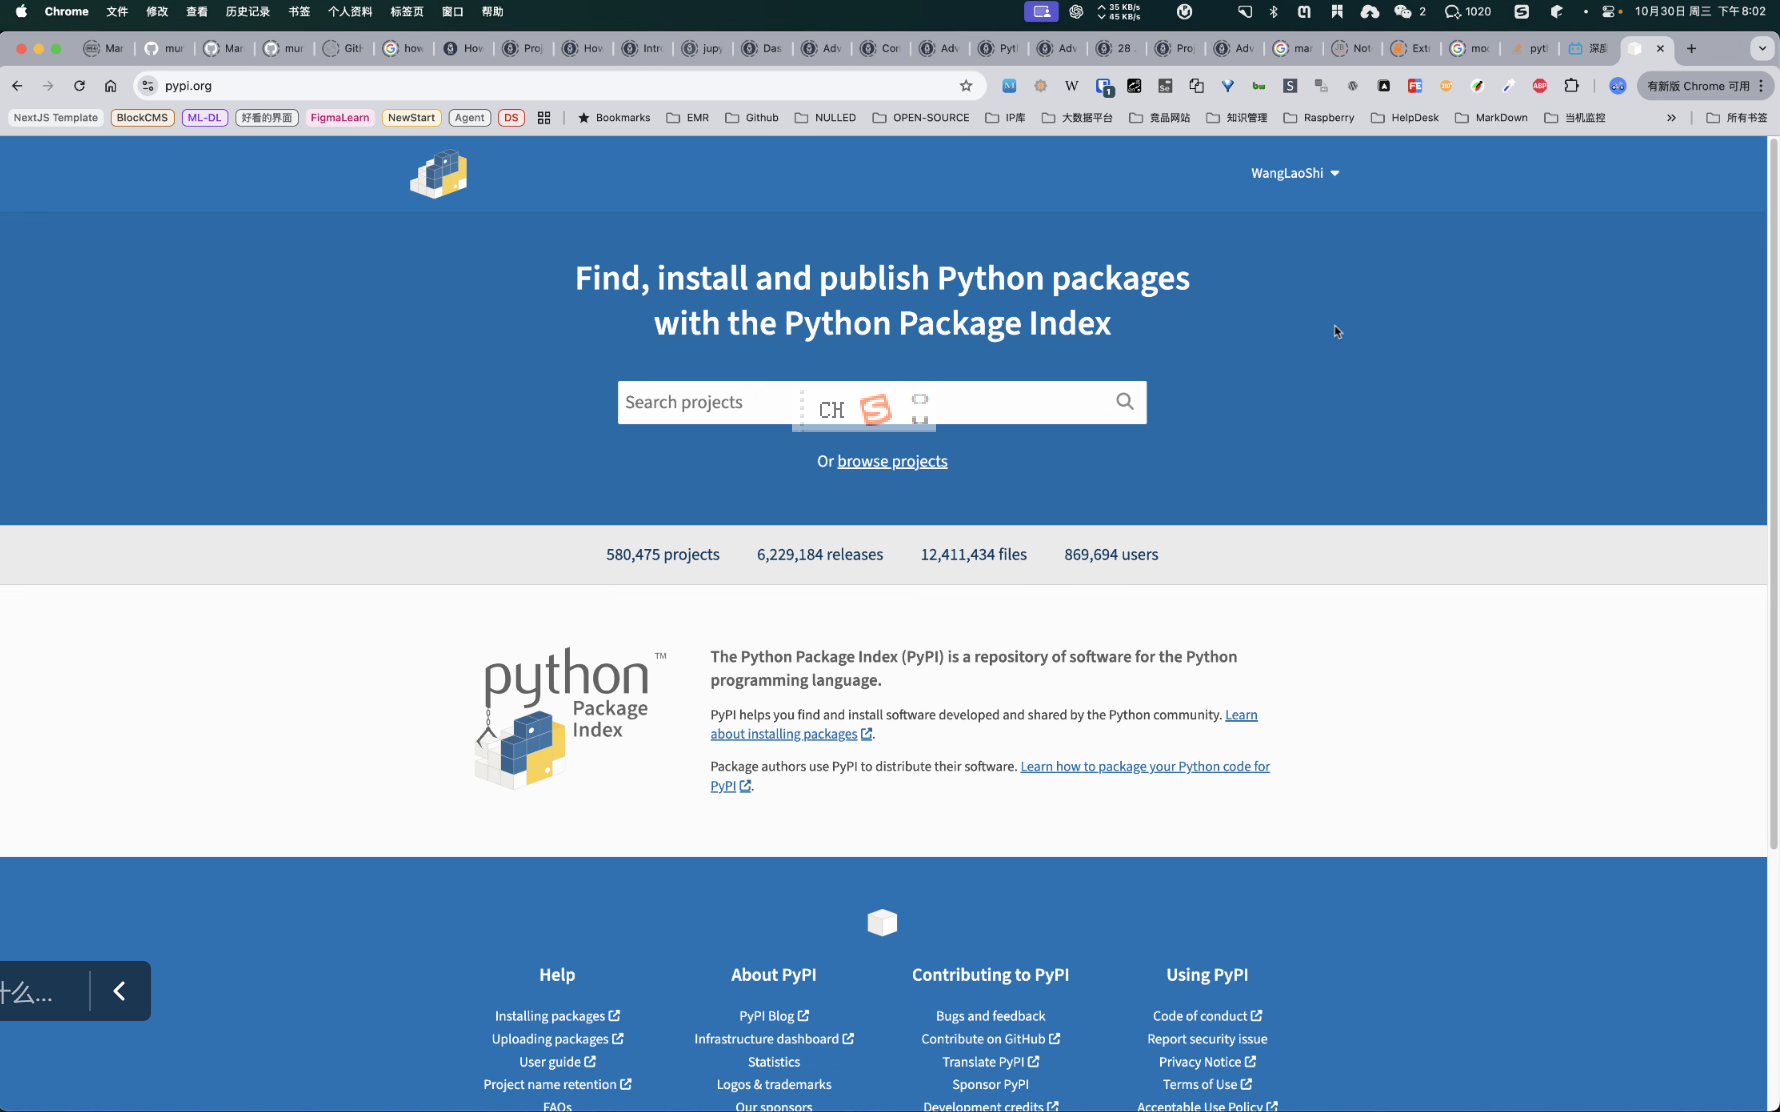 Chrome 文件 修改 查看 历史记录 书签 个人资料 标签页 窗口 帮助 35 KB/s 45 KB/s 2 1020 10月30日 周三 下午8:02
Mar mur Mar mur GitH how How Proj How Intro jupy Das Adv Con Adv Pyt Adv 28. Proj Adv mar Not Extr moc pyt 深度
pypi.org 有新版 Chrome 可用
NextJS Template BlockCMS ML-DL 好看的界面 FigmaLearn NewStart Agent DS Bookmarks EMR Github NULLED OPEN-SOURCE IP库 大数据平台 竞品网站 知识管理 Raspberry HelpDesk MarkDown 当机监控 » 所有书签
WangLaoShi
Find, install and publish Python packages
with the Python Package Index
Search projects
CH S
Or browse projects
580,475 projects 6,229,184 releases 12,411,434 files 869,694 users
python™
Package
Index
The Python Package Index (PyPI) is a repository of software for the Python
programming language.
PyPI helps you find and install software developed and shared by the Python community. Learn
about installing packages.
Package authors use PyPI to distribute their software. Learn how to package your Python code for
PyPI.
什么...
Help About PyPI Contributing to PyPI Using PyPI
Installing packages PyPI Blog Bugs and feedback Code of conduct
Uploading packages Infrastructure dashboard Contribute on GitHub Report security issue
User guide Statistics Translate PyPI Privacy Notice
Project name retention Logos & trademarks Sponsor PyPI Terms of Use
FAQs Our sponsors Development credits Acceptable Use Policy